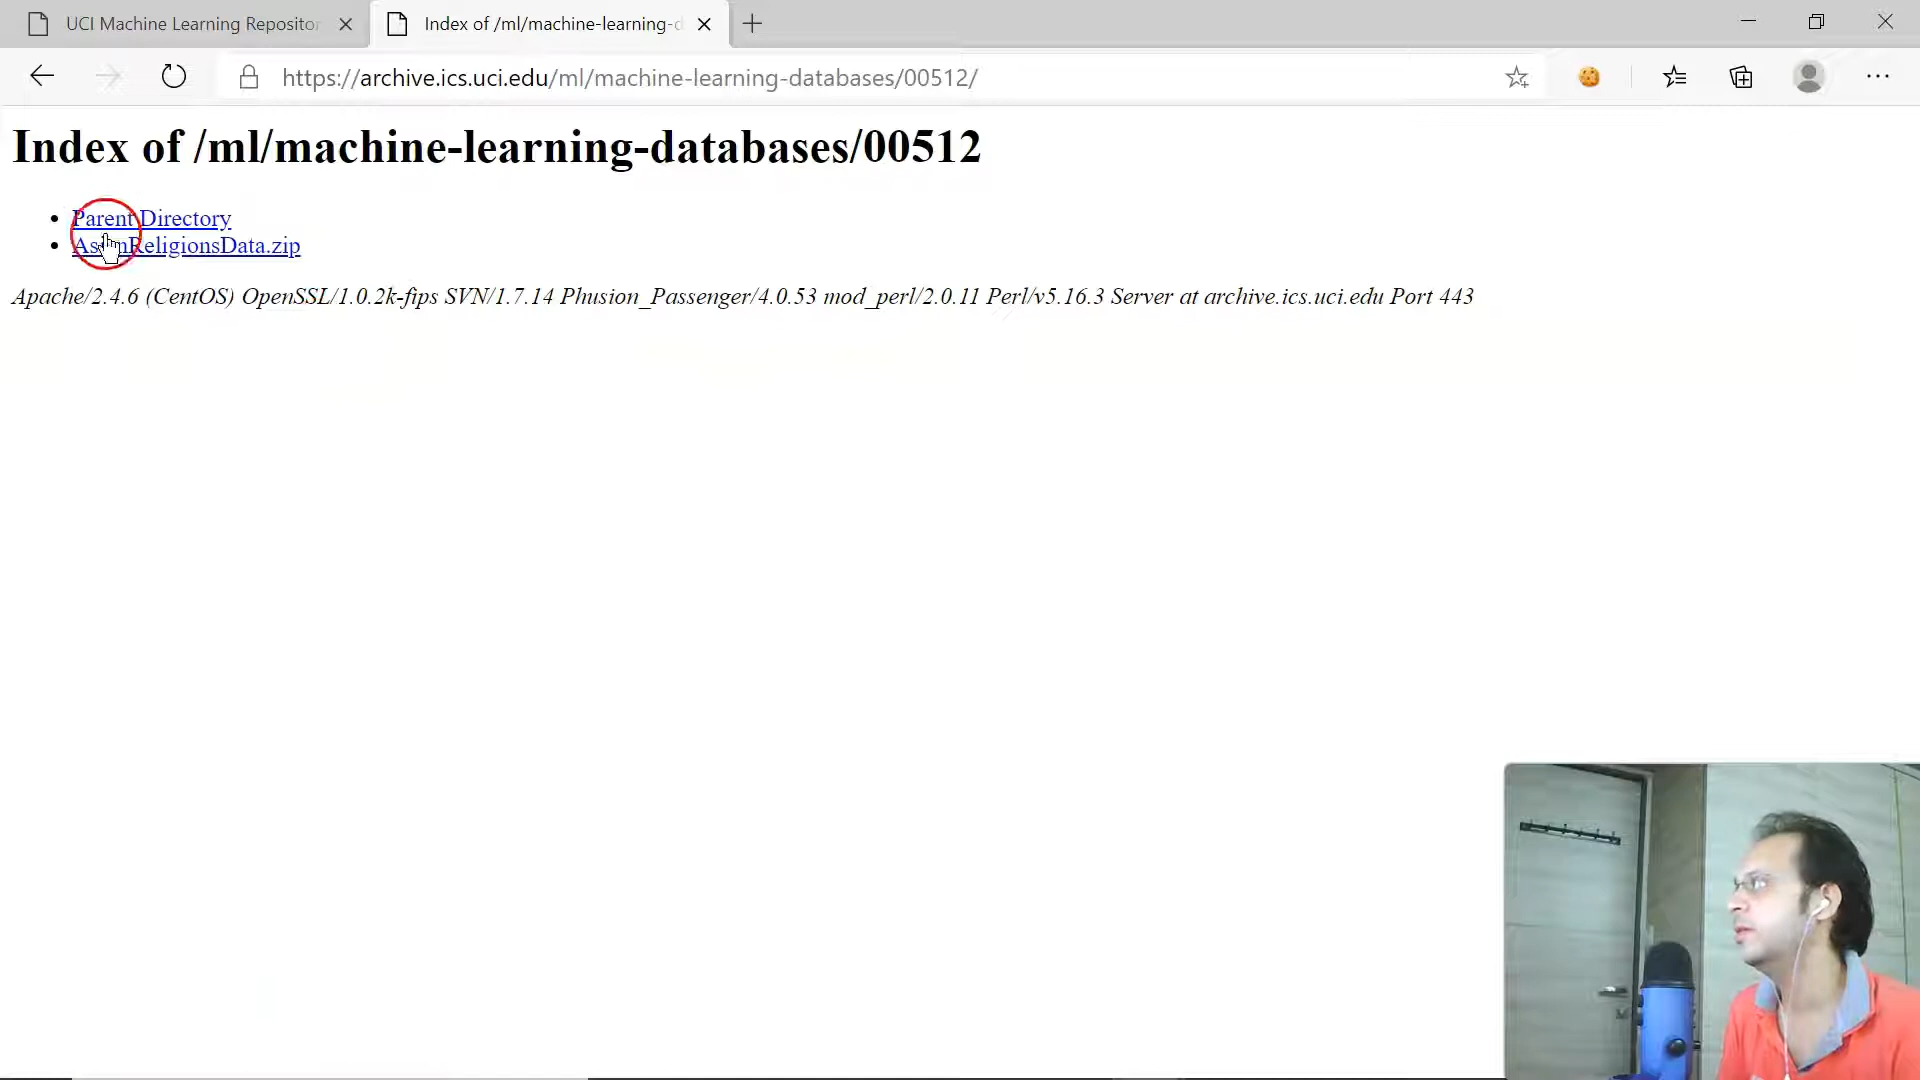 UCI Machine Learning Repositor
Index of /ml/machine-learning-d
https://archive.ics.uci.edu/ml/machine-learning-databases/00512/
Index of /ml/machine-learning-databases/00512
Parent Directory
AsianReligionsData.zip
Apache/2.4.6 (CentOS) OpenSSL/1.0.2k-fips SVN/1.7.14 Phusion_Passenger/4.0.53 mod_perl/2.0.11 Perl/v5.16.3 Server at archive.ics.uci.edu Port 443